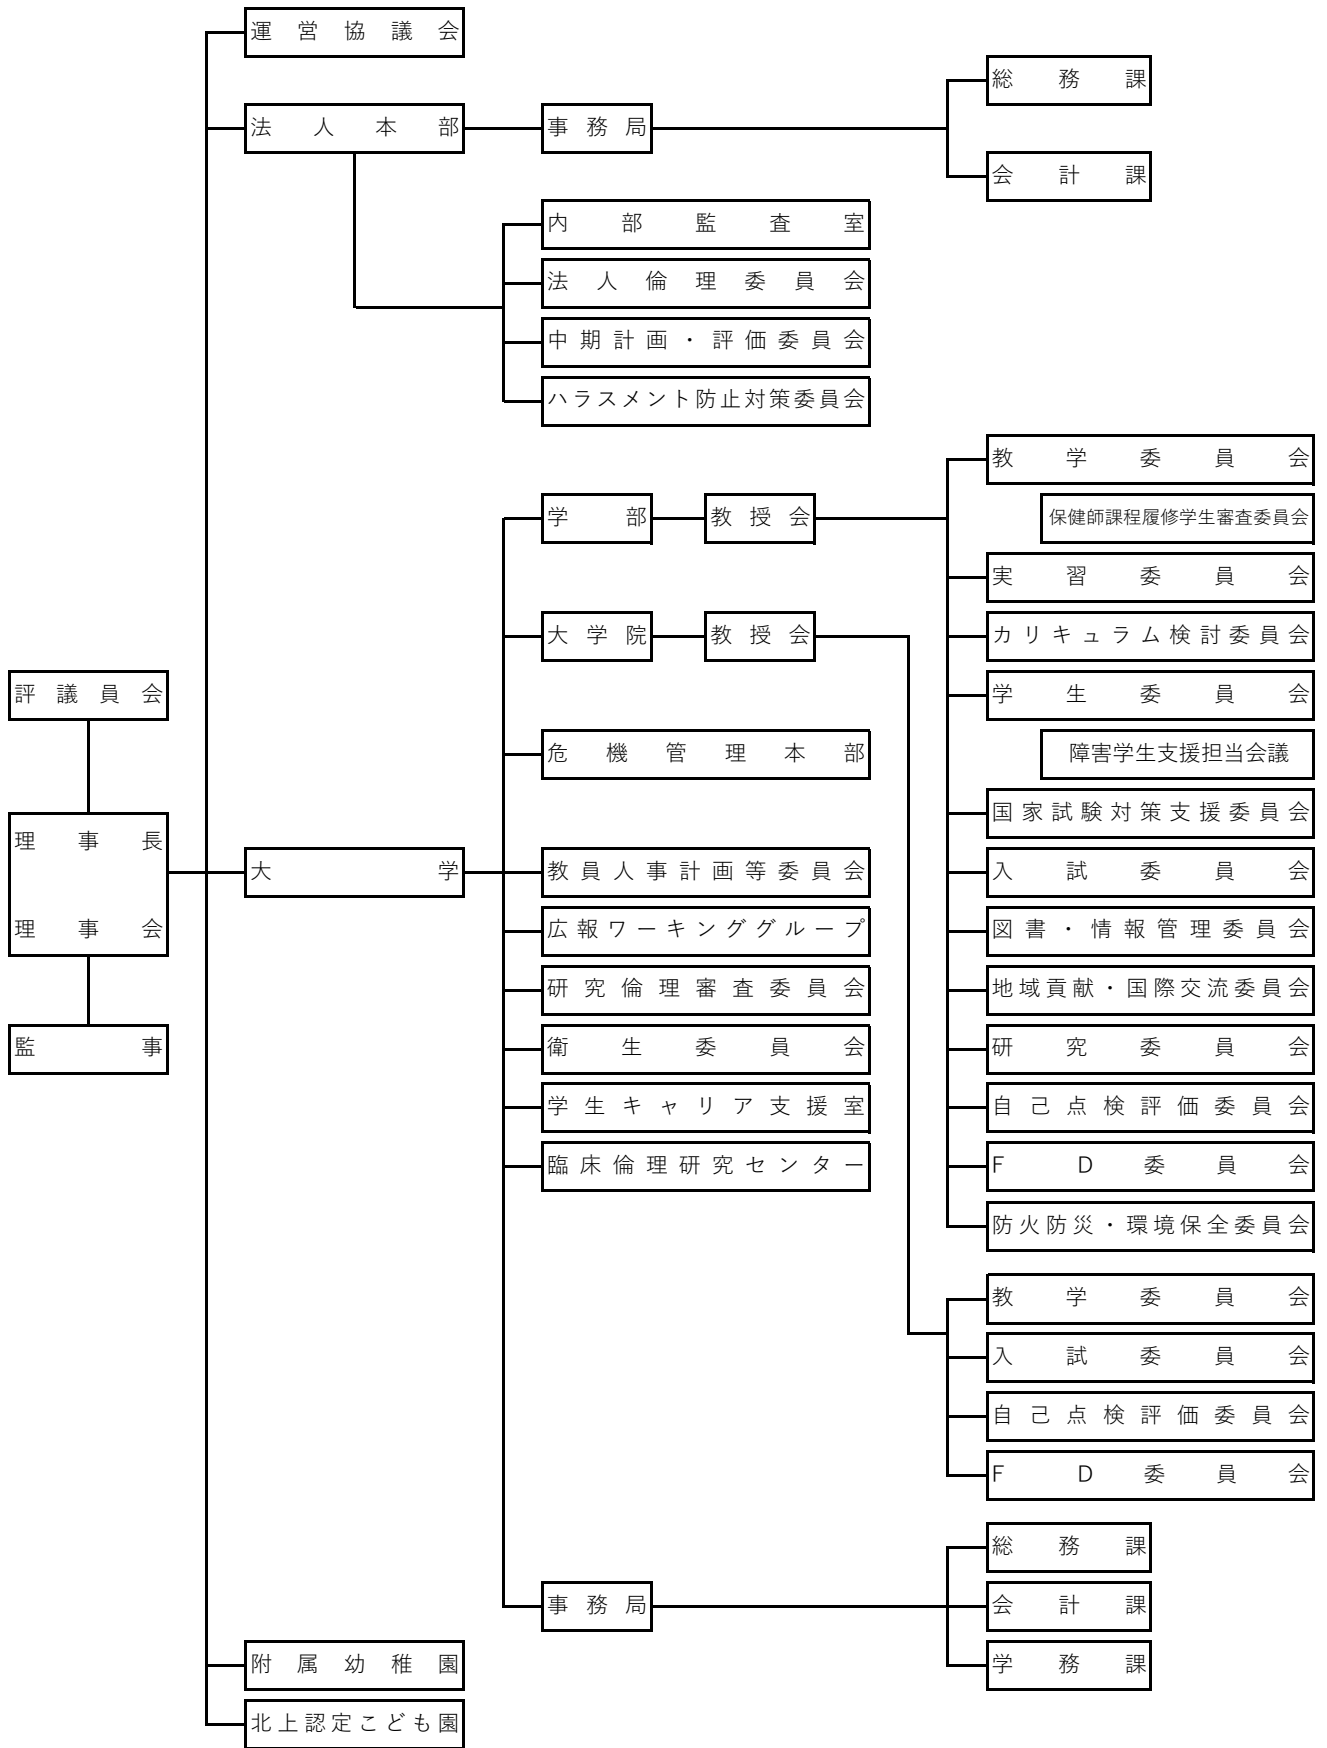 運営協議会
総務課
法人本部
事務局
会計課
内部監査室
法人倫理委員会
中期計画・評価委員会
ハラスメント防止対策委員会
教学委員会
学部
教授会
保健師課程履修学生審査委員会
実習委員会
大学院
教授会
カリキュラム検討委員会
評議員会
学生委員会
危機管理本部
障害学生支援担当会議
国家試験対策支援委員会
理事長
理事会
大学
教員人事計画等委員会
入試委員会
広報ワーキンググループ
図書・情報管理委員会
研究倫理審査委員会
地域貢献・国際交流委員会
監事
衛生委員会
研究委員会
学生キャリア支援室
自己点検評価委員会
臨床倫理研究センター
FD委員会
防火防災・環境保全委員会
教学委員会
入試委員会
自己点検評価委員会
FD委員会
総務課
事務局
会計課
附属幼稚園
学務課
北上認定こども園